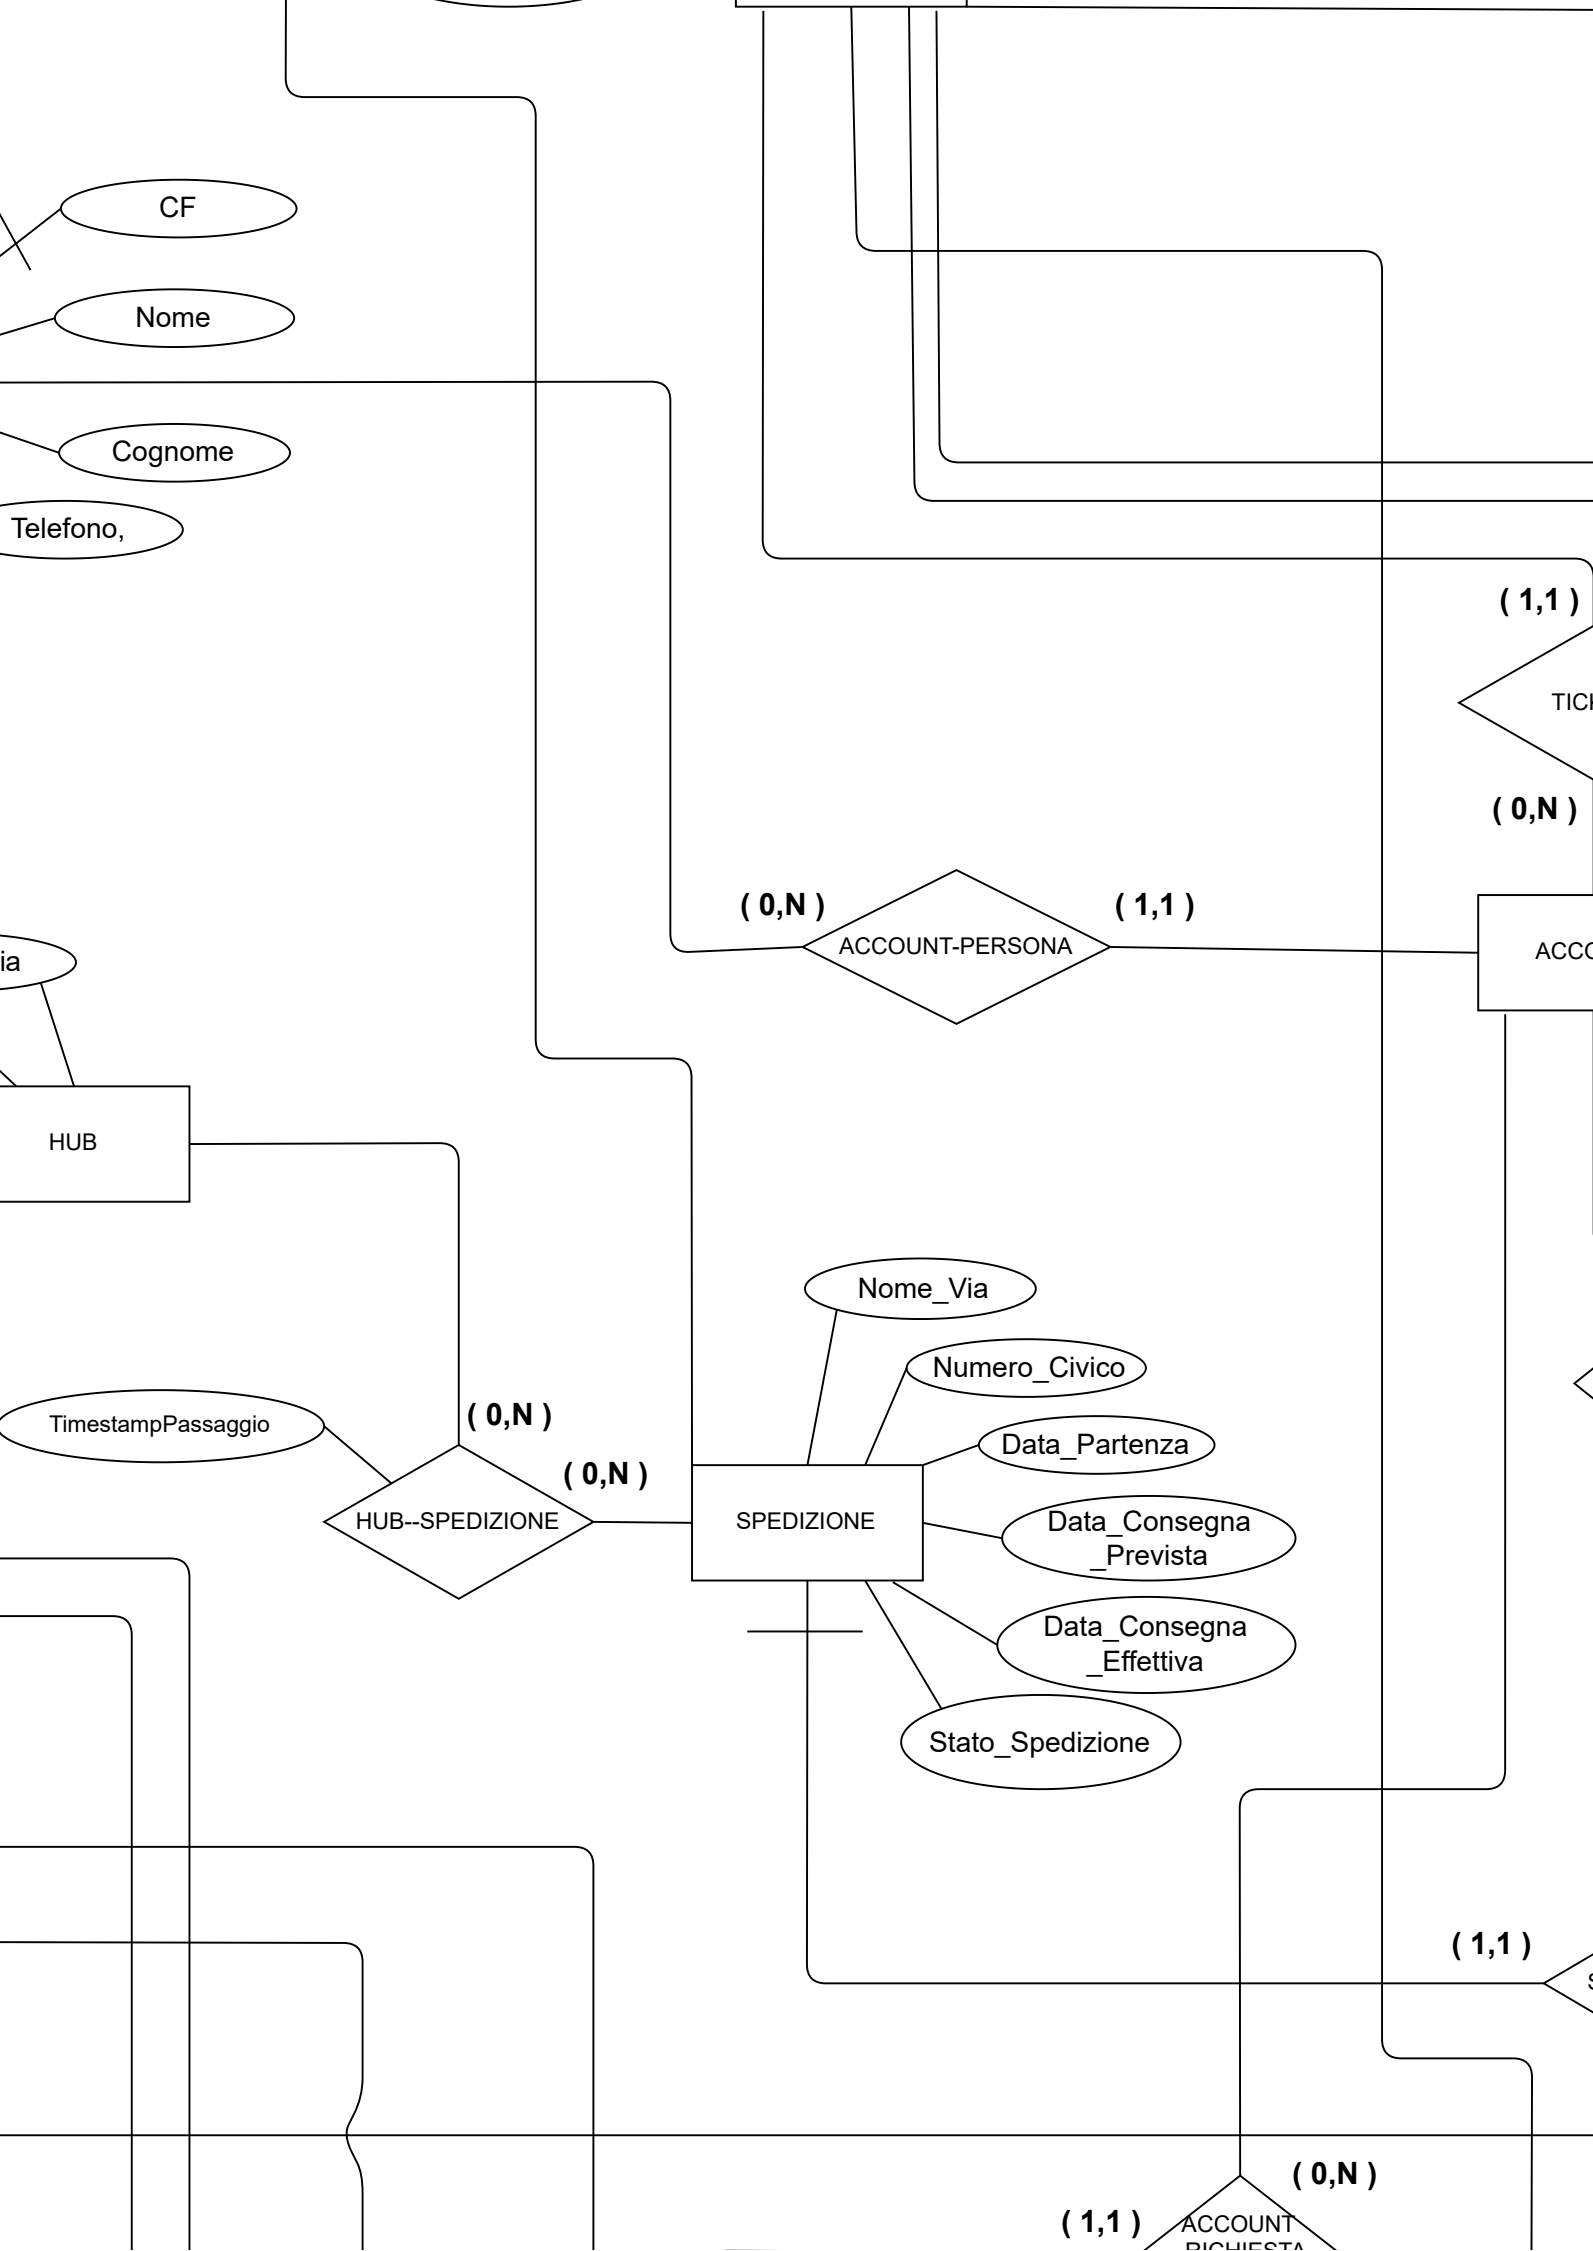 CF
Nome
Cognome
Telefono,
( 1,1 )
( 0,N )
( 0,N )
( 1,1 )
ACCOUNT-PERSONA
HUB
Nome_Via
Numero_Civico
TimestampPassaggio
( 0,N )
Data_Partenza
( 0,N )
HUB--SPEDIZIONE
SPEDIZIONE
Data_Consegna
_Prevista
Data_Consegna
_Effettiva
Stato_Spedizione
( 1,1 )
( 0,N )
( 1,1 )
ACCOUNT